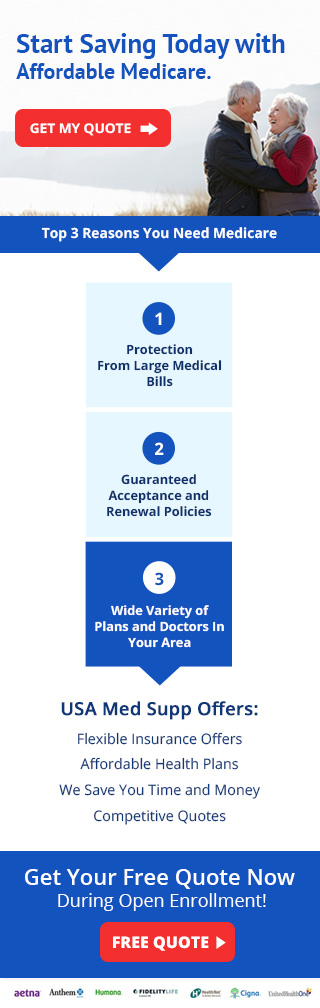 Start Saving Today with
Affordable Medicare.
GET MY QUOTE
Top 3 Reasons You Need Medicare
1
Protection
From Large Medical
Bills
2
Guaranteed
Acceptance and
Renewal Policies
3
Wide Variety of
Plans and Doctors In
Your Area
USA Med Supp Offers:
Flexible Insurance Offers
Affordable Health Plans
We Save You Time and Money
Competitive Quotes
Get Your Free Quote Now
During Open Enrollment!
FREE QUOTE
aetna Anthem Humana FIDELITYLIFE HealthNet Cigna UnitedHealthOne